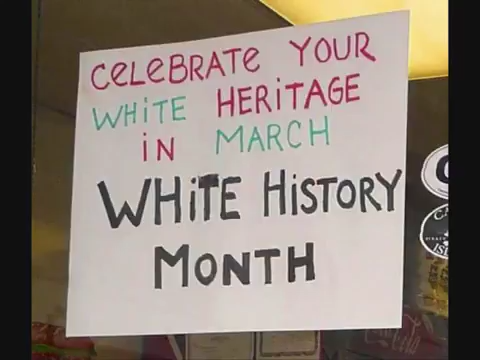 CELEBRATE YOUR
WHITE HERITAGE
IN MARCH
WHITE HISTORY
MONTH